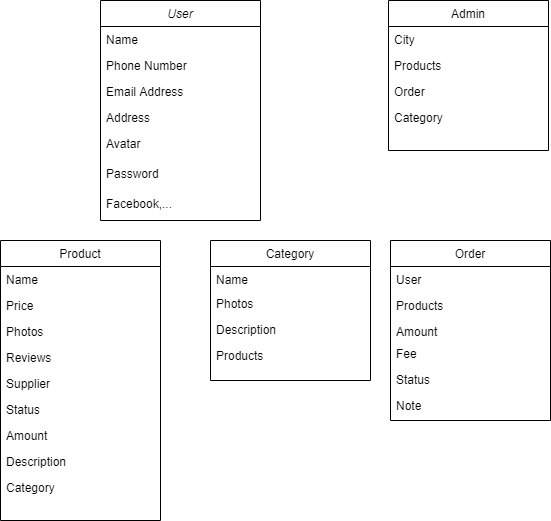 User
Name
Phone Number
Email Address
Address
Avatar
Password
Facebook,...
Admin
City
Products
Order
Category
Product
Name
Price
Photos
Reviews
Supplier
Status
Amount
Description
Category
Category
Name
Photos
Description
Products
Order
User
Products
Amount
Fee
Status
Note